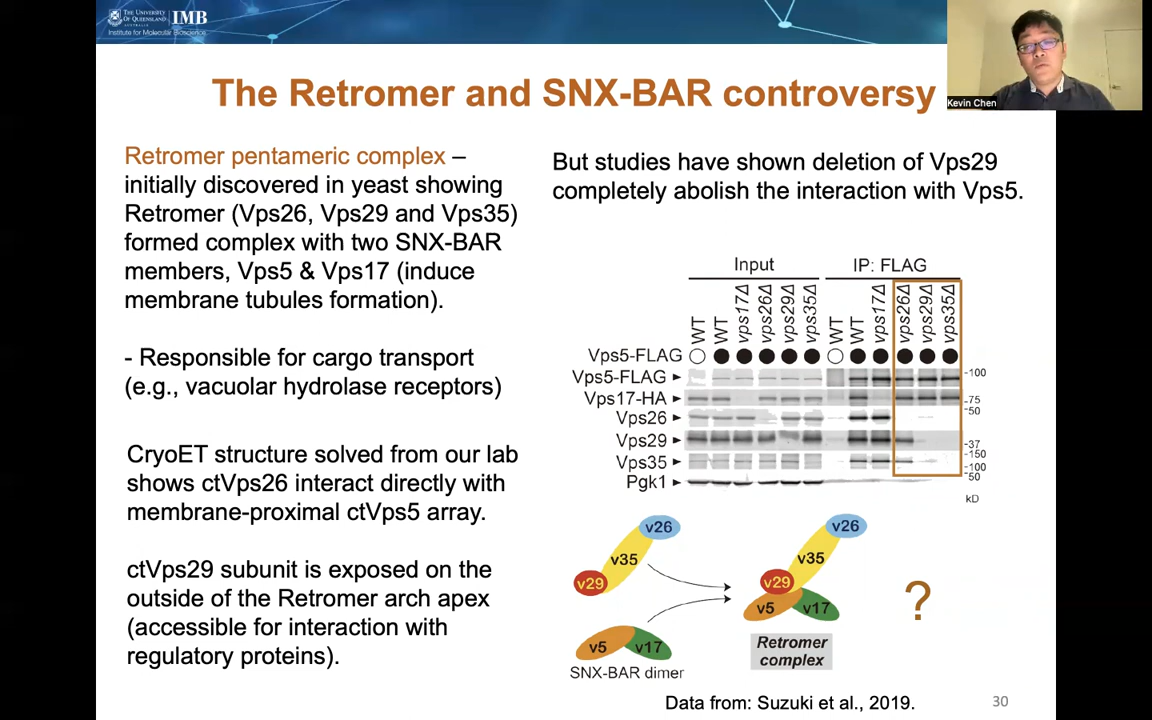 THE UNIVERSITY
OF QUEENSLAND
AUSTRALIA
IMB
Institute for Molecular Bioscience
Kevin Chen
The Retromer and SNX-BAR controversy
Retromer pentameric complex –
initially discovered in yeast showing
Retromer (Vps26, Vps29 and Vps35)
formed complex with two SNX-BAR
members, Vps5 & Vps17 (induce
membrane tubules formation).
- Responsible for cargo transport
(e.g., vacuolar hydrolase receptors)
CryoET structure solved from our lab
shows ctVps26 interact directly with
membrane-proximal ctVps5 array.
ctVps29 subunit is exposed on the
outside of the Retromer arch apex
(accessible for interaction with
regulatory proteins).
But studies have shown deletion of Vps29
completely abolish the interaction with Vps5.
Input IP: FLAG
WT WT vps17Δ vps26Δ vps29Δ vps35Δ WT WT vps17Δ vps26Δ vps29Δ vps35Δ
Vps5-FLAG
Vps5-FLAG -100
Vps17-HA -75
Vps26 -50
Vps29 -37
Vps35 -150
-100
Pgk1 -50
kD
v26
v35
v29
v5 v17
SNX-BAR dimer
v26
v35
v29
v5 v17
Retromer
complex
?
Data from: Suzuki et al., 2019.
30